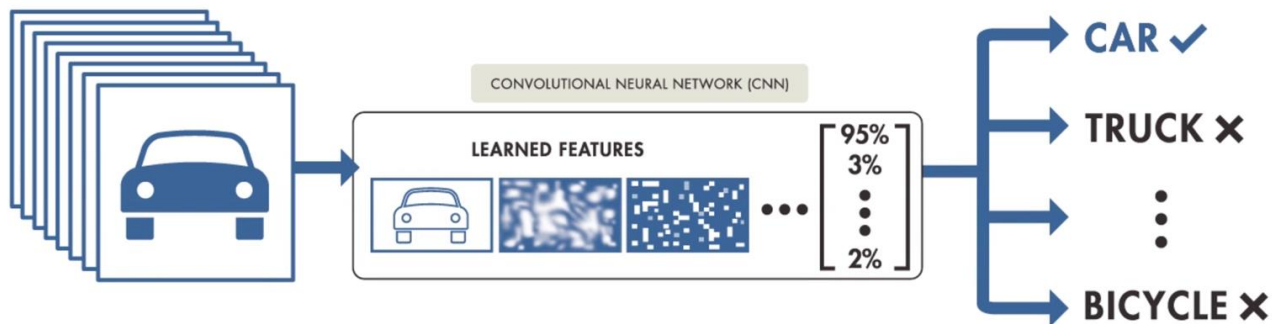 CONVOLUTIONAL NEURAL NETWORK (CNN)
LEARNED FEATURES
95%
3%
2%
CAR
TRUCK
BICYCLE